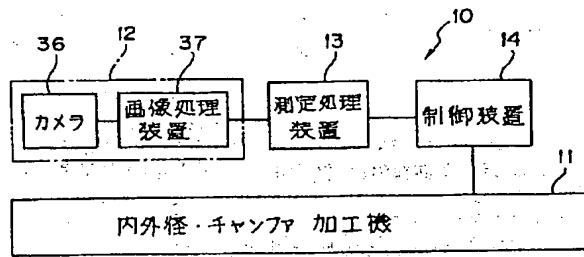 36
12
37
13
10
14
カメラ
画像処理
装置
測定処理
装置
制御装置
11
内外径・チャンファ加工機